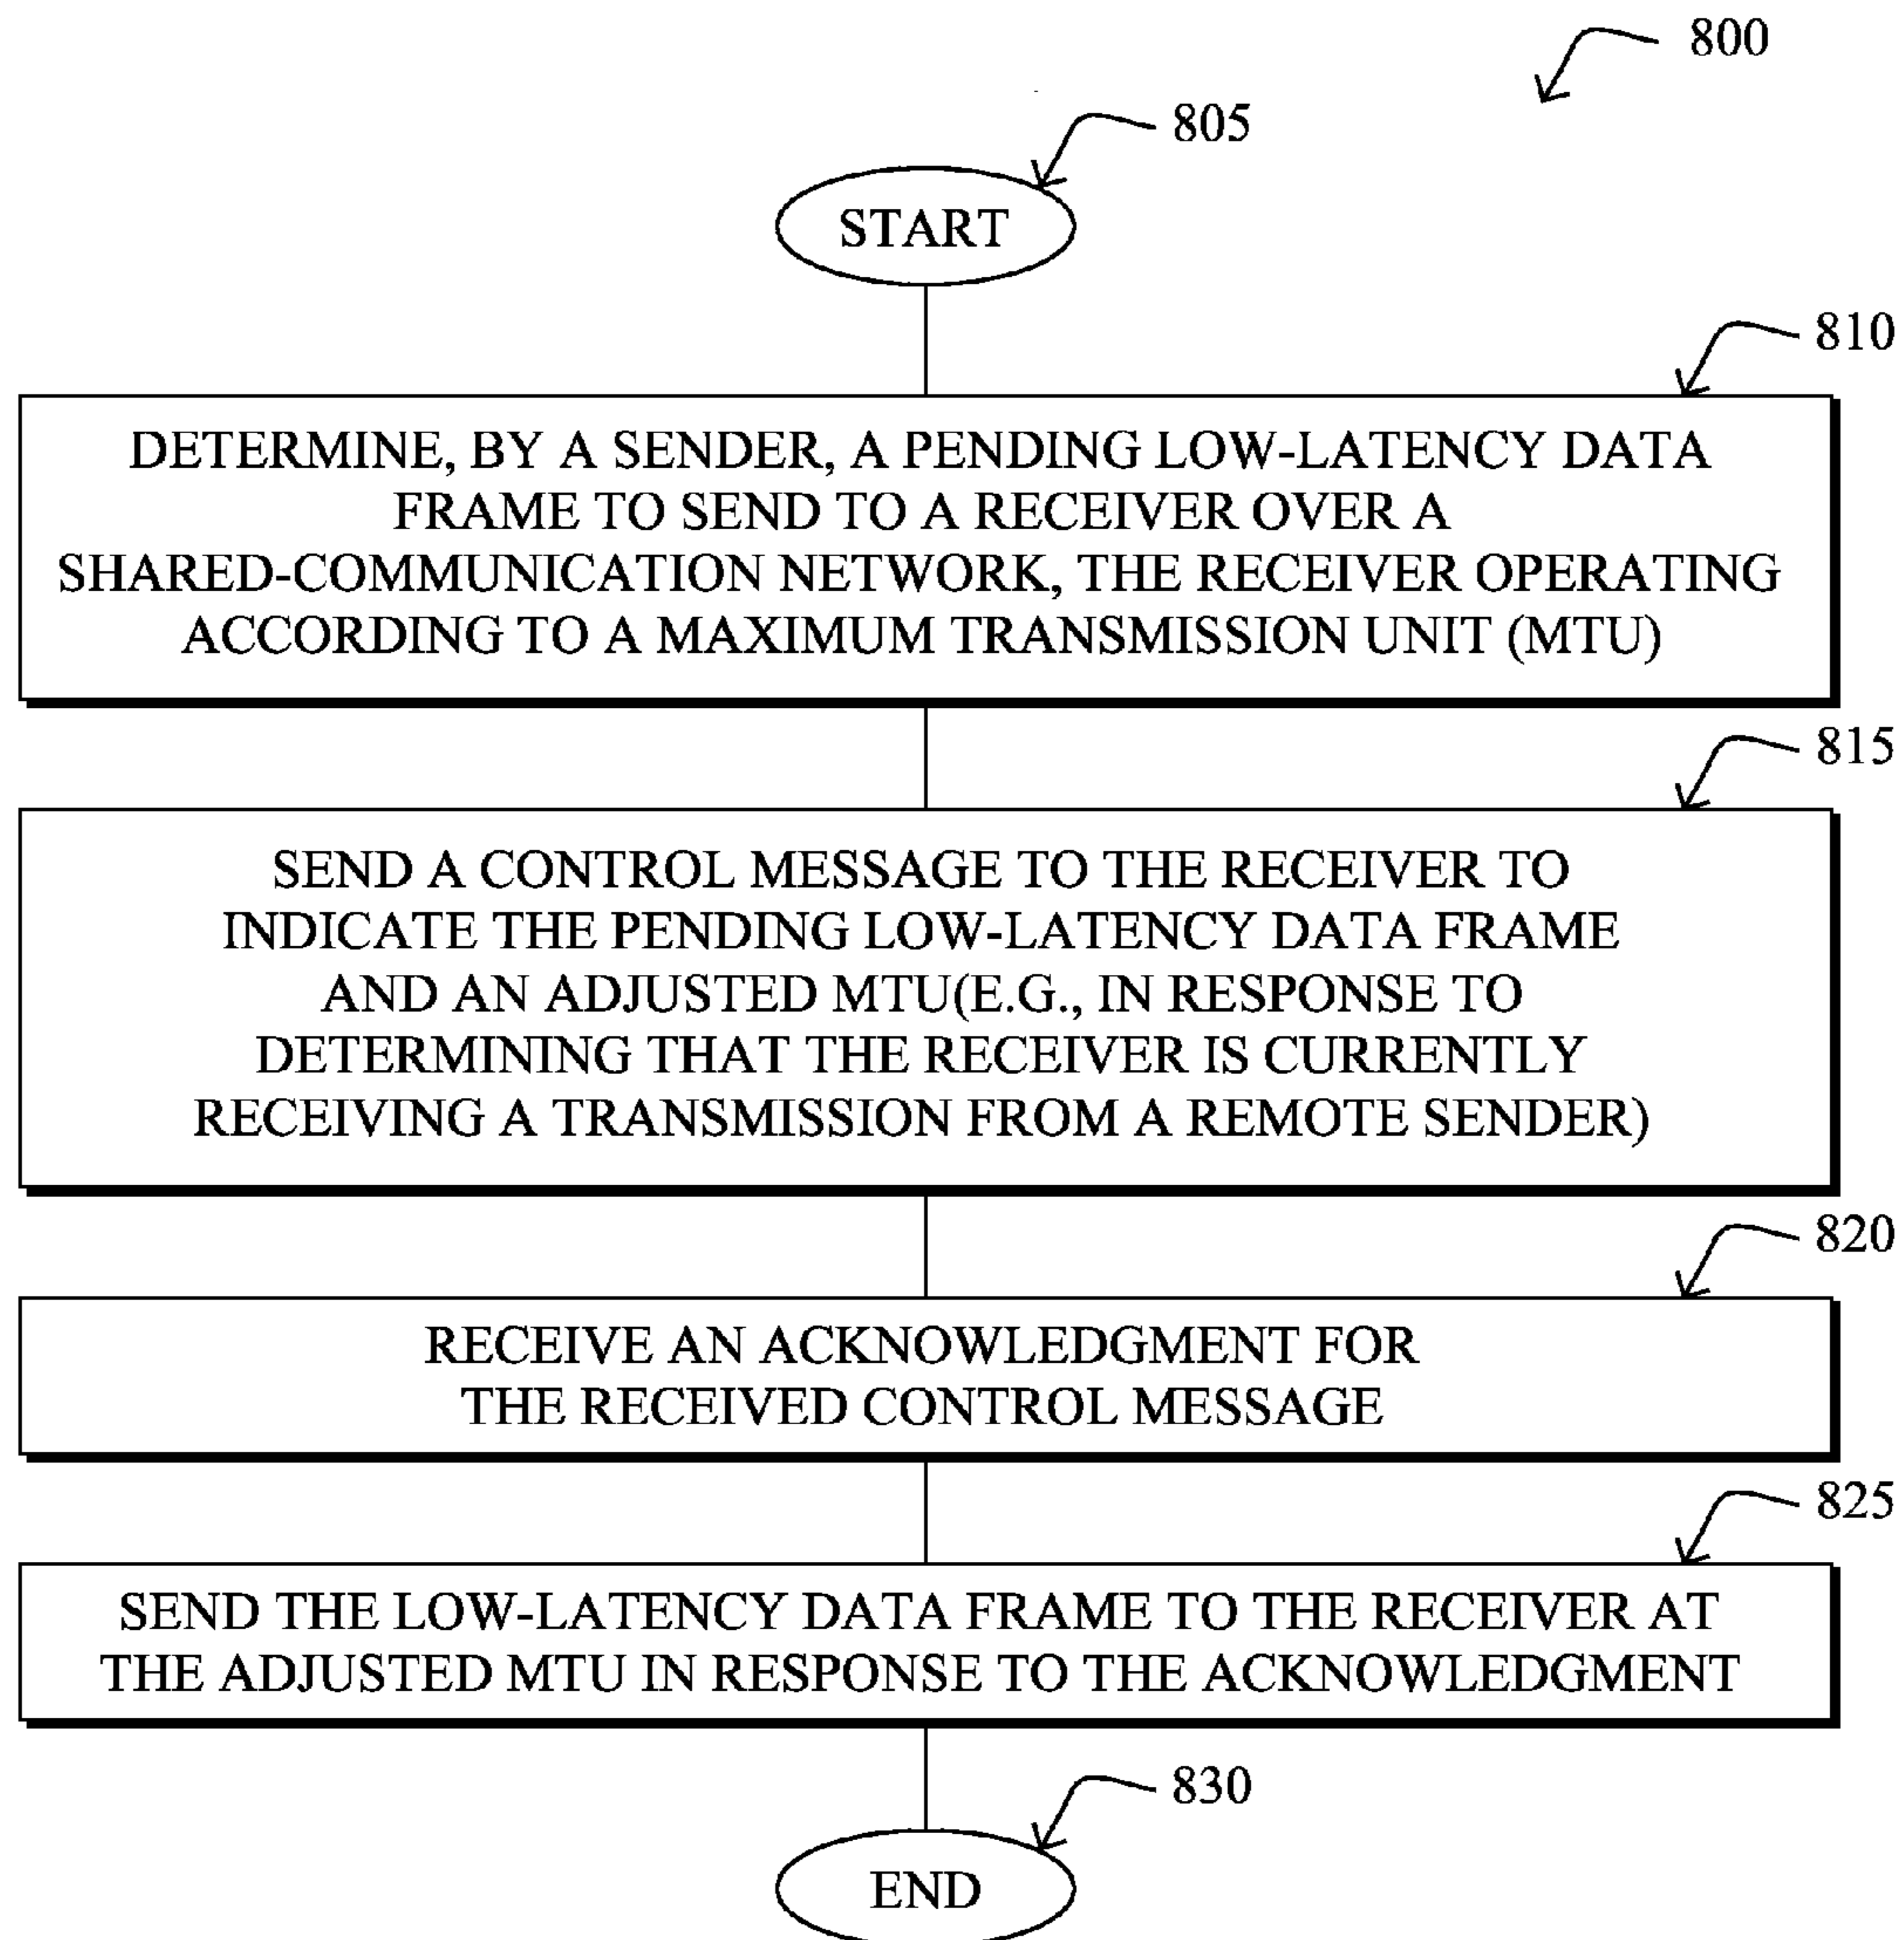 800
805
START
810
DETERMINE, BY A SENDER, A PENDING LOW-LATENCY DATA
FRAME TO SEND TO A RECEIVER OVER A
SHARED-COMMUNICATION NETWORK, THE RECEIVER OPERATING
ACCORDING TO A MAXIMUM TRANSMISSION UNIT (MTU)
815
SEND A CONTROL MESSAGE TO THE RECEIVER TO
INDICATE THE PENDING LOW-LATENCY DATA FRAME
AND AN ADJUSTED MTU(E.G., IN RESPONSE TO
DETERMINING THAT THE RECEIVER IS CURRENTLY
RECEIVING A TRANSMISSION FROM A REMOTE SENDER)
820
RECEIVE AN ACKNOWLEDGMENT FOR
THE RECEIVED CONTROL MESSAGE
825
SEND THE LOW-LATENCY DATA FRAME TO THE RECEIVER AT
THE ADJUSTED MTU IN RESPONSE TO THE ACKNOWLEDGMENT
830
END